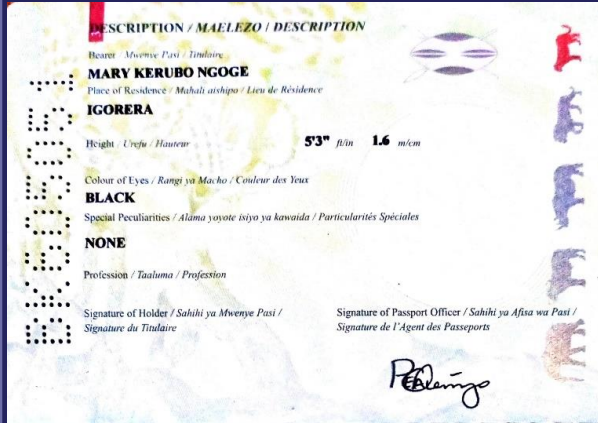 DESCRIPTION / MAELEZO / DESCRIPTION
Bearer / Mwenye Pasi / Titulaire
MARY KERUBO NGOGE
Place of Residence / Mahali aishipo / Lieu de Résidence
IGORERA
Height / Urefu / Hauteur 5'3" ft/in 1.6 m/cm
Colour of Eyes / Rangi ya Macho / Couleur des Yeux
BLACK
Special Peculiarities / Alama yoyote isiyo ya kawaida / Particularités Spéciales
NONE
Profession / Taaluma / Profession
Signature of Holder / Sahihi ya Mwenye Pasi /
Signature du Titulaire
Signature of Passport Officer / Sahihi ya Afisa wa Pasi /
Signature de l'Agent des Passeports